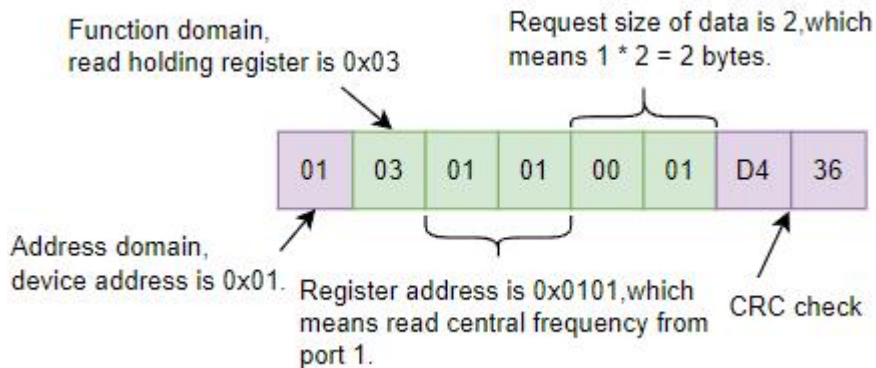 Function domain,
read holding register is 0x03
Request size of data is 2,which
means 1 * 2 = 2 bytes.
01 03 01 01 00 01 D4 36
Address domain,
device address is 0x01.
Register address is 0x0101,which
means read central frequency from
port 1.
CRC check